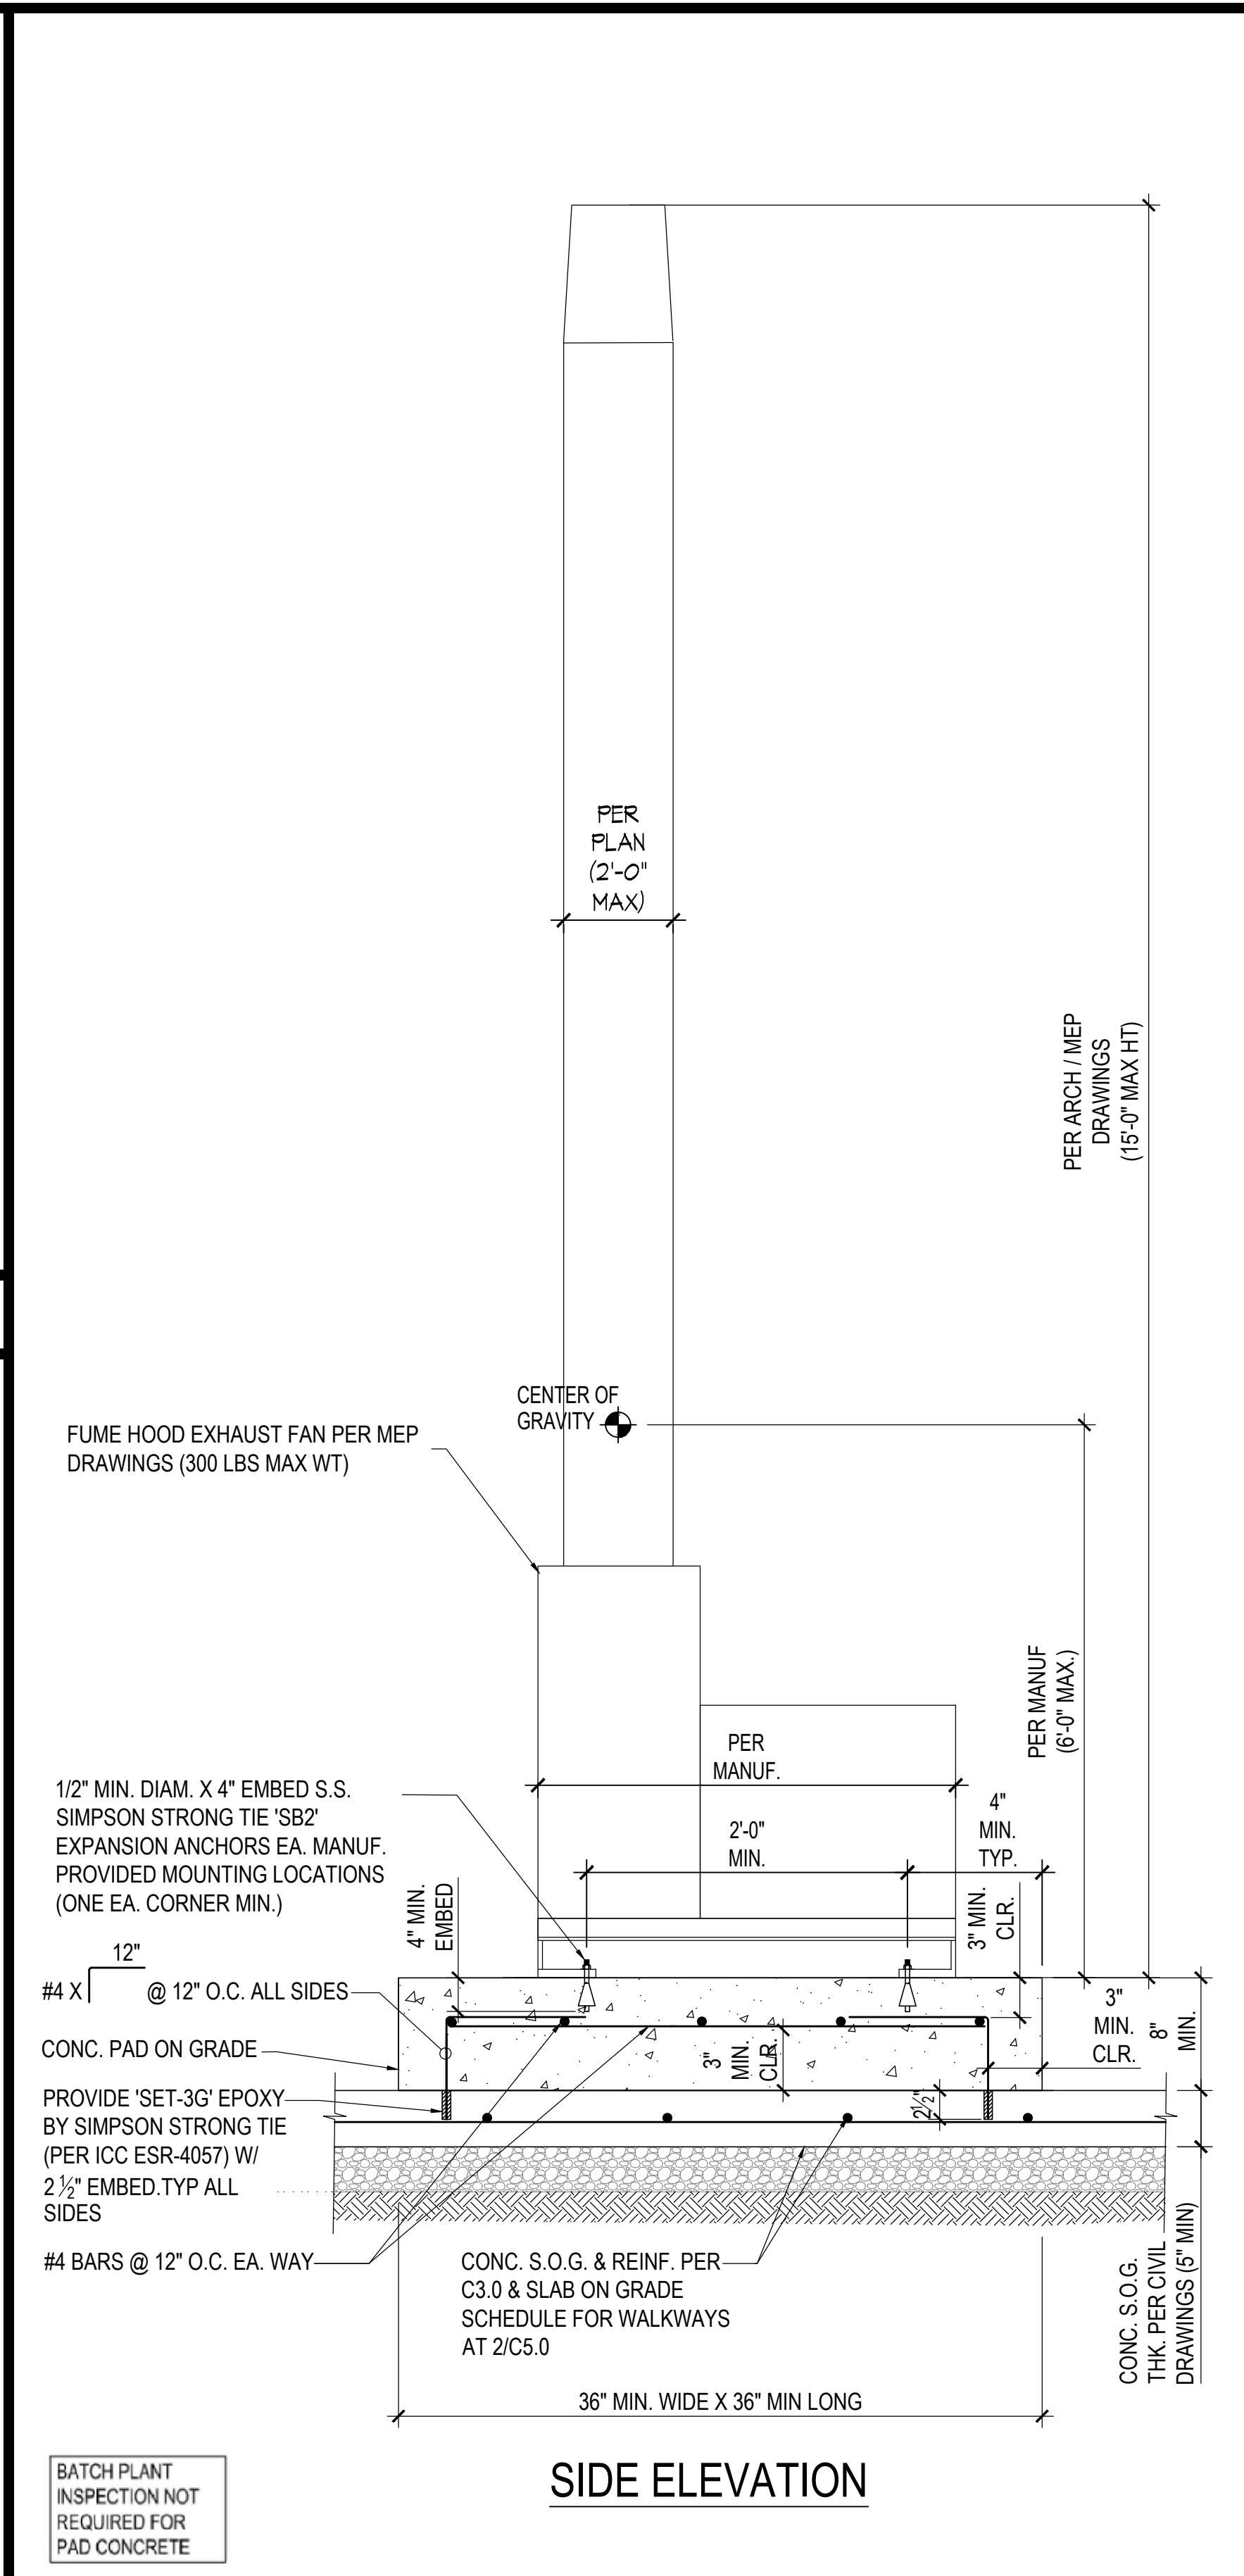 PER
PLAN
(2'-0"
MAX)
PER ARCH / MEP
DRAWINGS
(15'-0" MAX HT)
CENTER OF
GRAVITY
FUME HOOD EXHAUST FAN PER MEP
DRAWINGS (300 LBS MAX WT)
PER MANUF
(6'-0" MAX.)
PER
MANUF.
1/2" MIN. DIAM. X 4" EMBED S.S.
SIMPSON STRONG TIE 'SB2'
EXPANSION ANCHORS EA. MANUF.
PROVIDED MOUNTING LOCATIONS
(ONE EA. CORNER MIN.)
2'-0"
MIN.
4"
MIN.
TYP.
4" MIN.
EMBED
3" MIN.
CLR.
12"
#4 X @ 12" O.C. ALL SIDES
3"
MIN.
CLR.
8"
MIN.
CONC. PAD ON GRADE
3"
MIN.
CLR.
PROVIDE 'SET-3G' EPOXY
BY SIMPSON STRONG TIE
(PER ICC ESR-4057) W/
2 ½" EMBED.TYP ALL
SIDES
2½"
#4 BARS @ 12" O.C. EA. WAY
CONC. S.O.G. & REINF. PER
C3.0 & SLAB ON GRADE
SCHEDULE FOR WALKWAYS
AT 2/C5.0
CONC. S.O.G.
THK. PER CIVIL
DRAWINGS (5" MIN)
36" MIN. WIDE X 36" MIN LONG
SIDE ELEVATION
BATCH PLANT
INSPECTION NOT
REQUIRED FOR
PAD CONCRETE